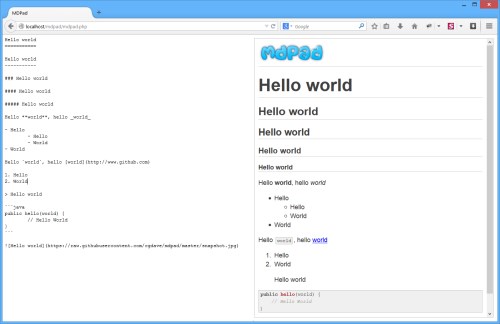 MDPad
localhost/mdpad/mdpad.php
Google
Hello world
===========
Hello world
-----------
### Hello world
#### Hello world
##### Hello world
Hello **world**, hello _world_
- Hello
- Hello
- World
- World
Hello `world`, hello [world](http://www.github.com)
1. Hello
2. World
> Hello world
```java
public hello(world) {
// Hello World
}
```
![Hello world](https://raw.githubusercontent.com/cgdave/mdpad/master/snapshot.jpg)
mdpad
Hello world
Hello world
Hello world
Hello world
Hello world
Hello world, hello world
Hello
Hello
World
World
Hello world, hello world
1. Hello
2. World
Hello world
public hello(world) {
// Hello World
}